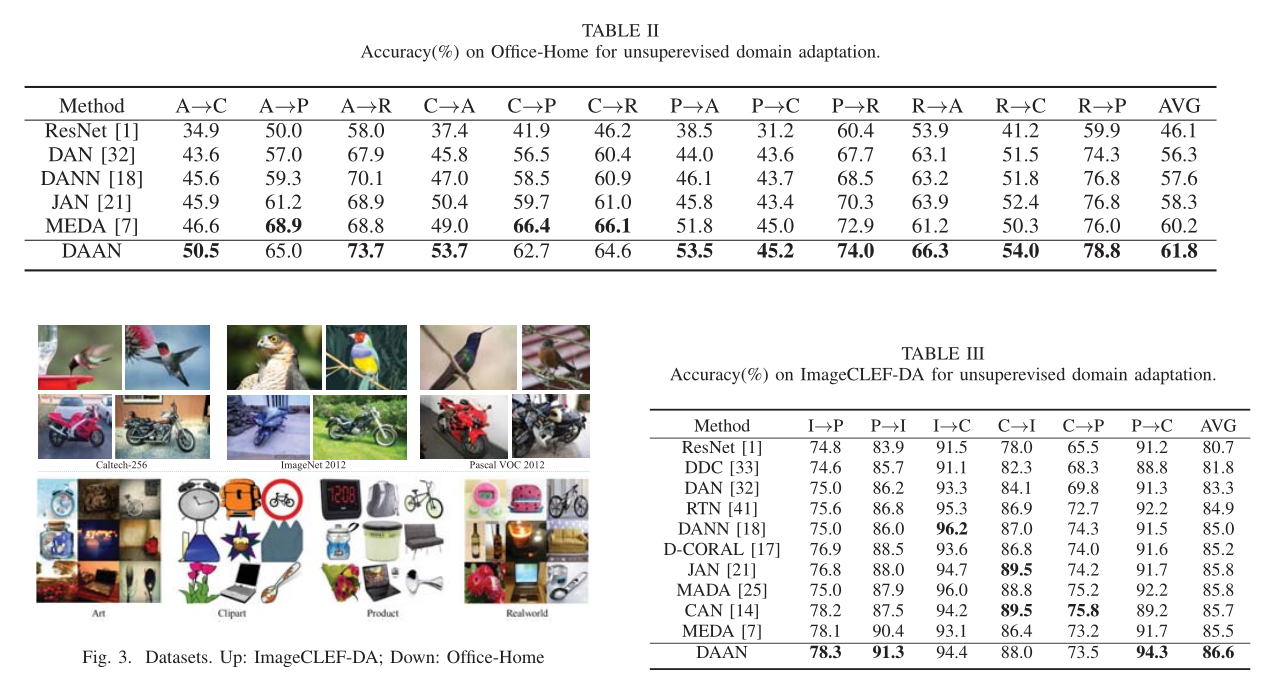 TABLE II
Accuracy(%) on Office-Home for unsuperevised domain adaptation.
Method A→C A→P A→R C→A C→P C→R P→A P→C P→R R→A R→C R→P AVG
ResNet [1] 34.9 50.0 58.0 37.4 41.9 46.2 38.5 31.2 60.4 53.9 41.2 59.9 46.1
DAN [32] 43.6 57.0 67.9 45.8 56.5 60.4 44.0 43.6 67.7 63.1 51.5 74.3 56.3
DANN [18] 45.6 59.3 70.1 47.0 58.5 60.9 46.1 43.7 68.5 63.2 51.8 76.8 57.6
JAN [21] 45.9 61.2 68.9 50.4 59.7 61.0 45.8 43.4 70.3 63.9 52.4 76.8 58.3
MEDA [7] 46.6 68.9 68.8 49.0 66.4 66.1 51.8 45.0 72.9 61.2 50.3 76.0 60.2
DAAN 50.5 65.0 73.7 53.7 62.7 64.6 53.5 45.2 74.0 66.3 54.0 78.8 61.8
Caltech-256 ImageNet 2012 Pascal VOC 2012
12:08
Art Clipart Product Realworld
Fig. 3. Datasets. Up: ImageCLEF-DA; Down: Office-Home
TABLE III
Accuracy(%) on ImageCLEF-DA for unsuperevised domain adaptation.
Method I→P P→I I→C C→I C→P P→C AVG
ResNet [1] 74.8 83.9 91.5 78.0 65.5 91.2 80.7
DDC [33] 74.6 85.7 91.1 82.3 68.3 88.8 81.8
DAN [32] 75.0 86.2 93.3 84.1 69.8 91.3 83.3
RTN [41] 75.6 86.8 95.3 86.9 72.7 92.2 84.9
DANN [18] 75.0 86.0 96.2 87.0 74.3 91.5 85.0
D-CORAL [17] 76.9 88.5 93.6 86.8 74.0 91.6 85.2
JAN [21] 76.8 88.0 94.7 89.5 74.2 91.7 85.8
MADA [25] 75.0 87.9 96.0 88.8 75.2 92.2 85.8
CAN [14] 78.2 87.5 94.2 89.5 75.8 89.2 85.7
MEDA [7] 78.1 90.4 93.1 86.4 73.2 91.7 85.5
DAAN 78.3 91.3 94.4 88.0 73.5 94.3 86.6